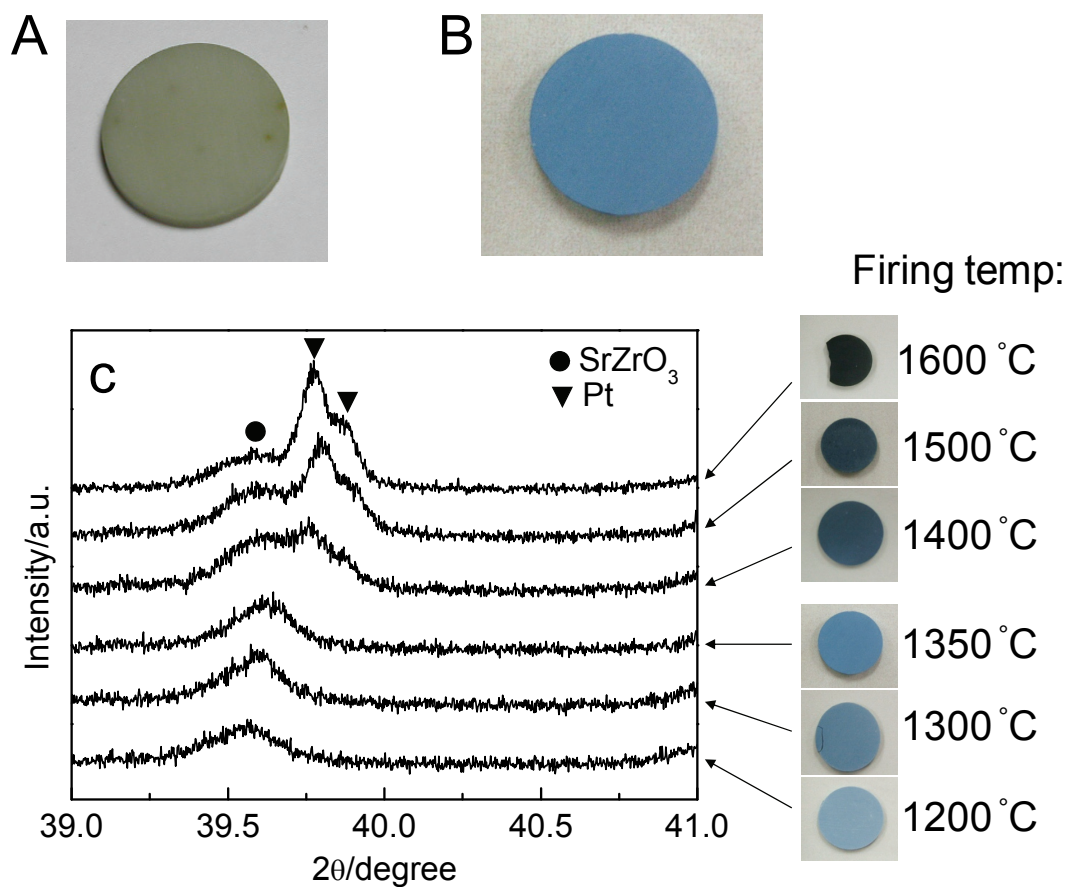 A
B
Firing temp:
C
● SrZrO₃
▼ Pt
1600 °C
1500 °C
1400 °C
1350 °C
1300 °C
1200 °C
Intensity/a.u.
39.0 39.5 40.0 40.5 41.0
2θ/degree